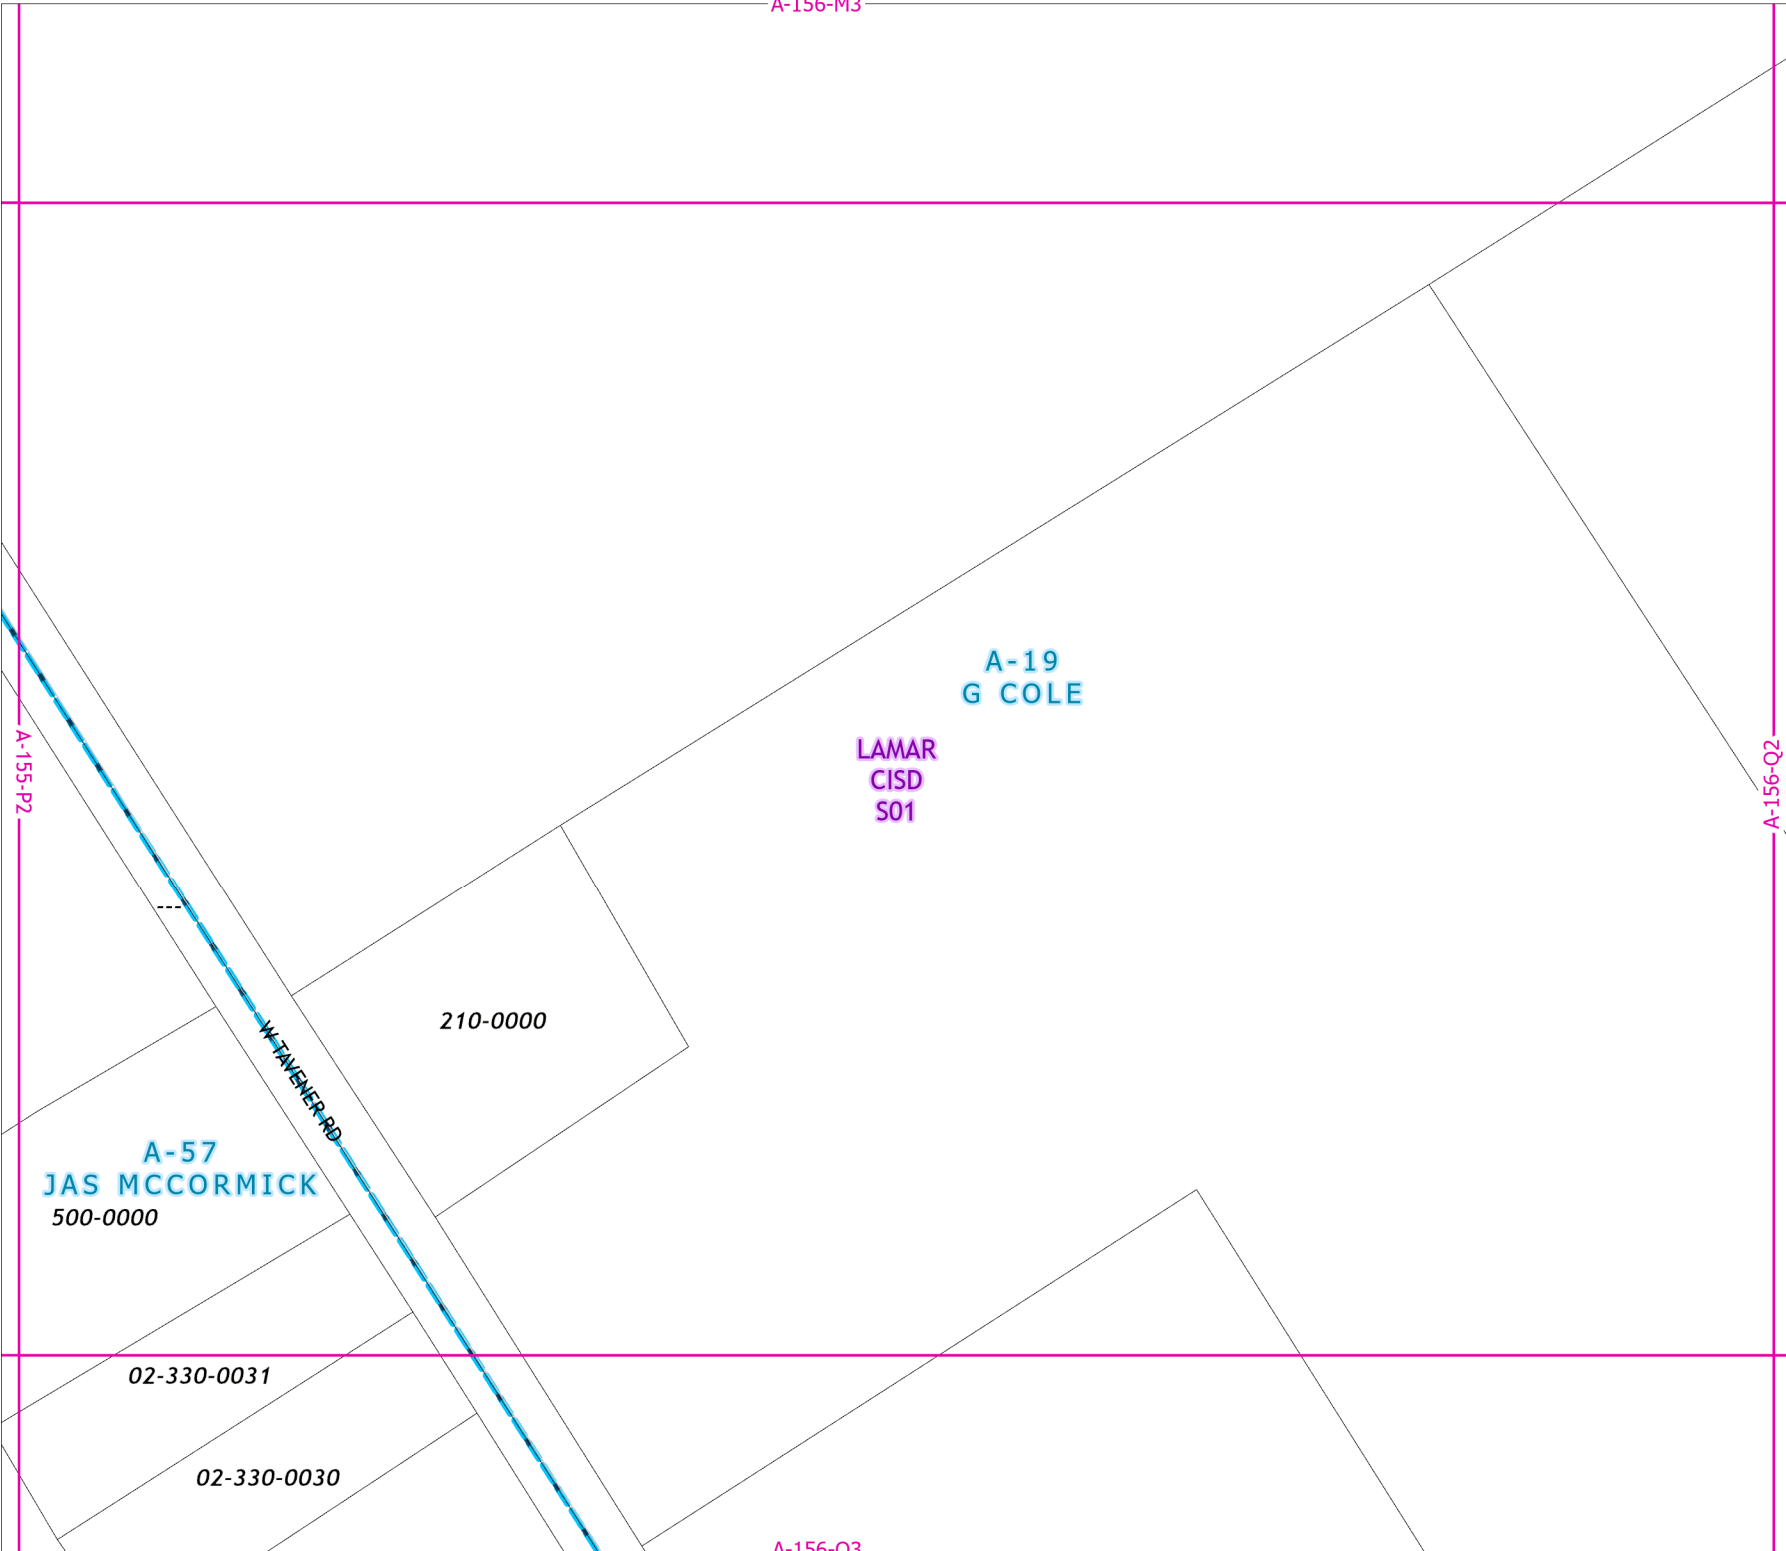 A-156-M3
A-19
G COLE
LAMAR
CISD
S01
A-155-P2
A-156-Q2
210-0000
W TAVENER RD
A-57
JAS MCCORMICK
500-0000
02-330-0031
02-330-0030
A-156-Q3